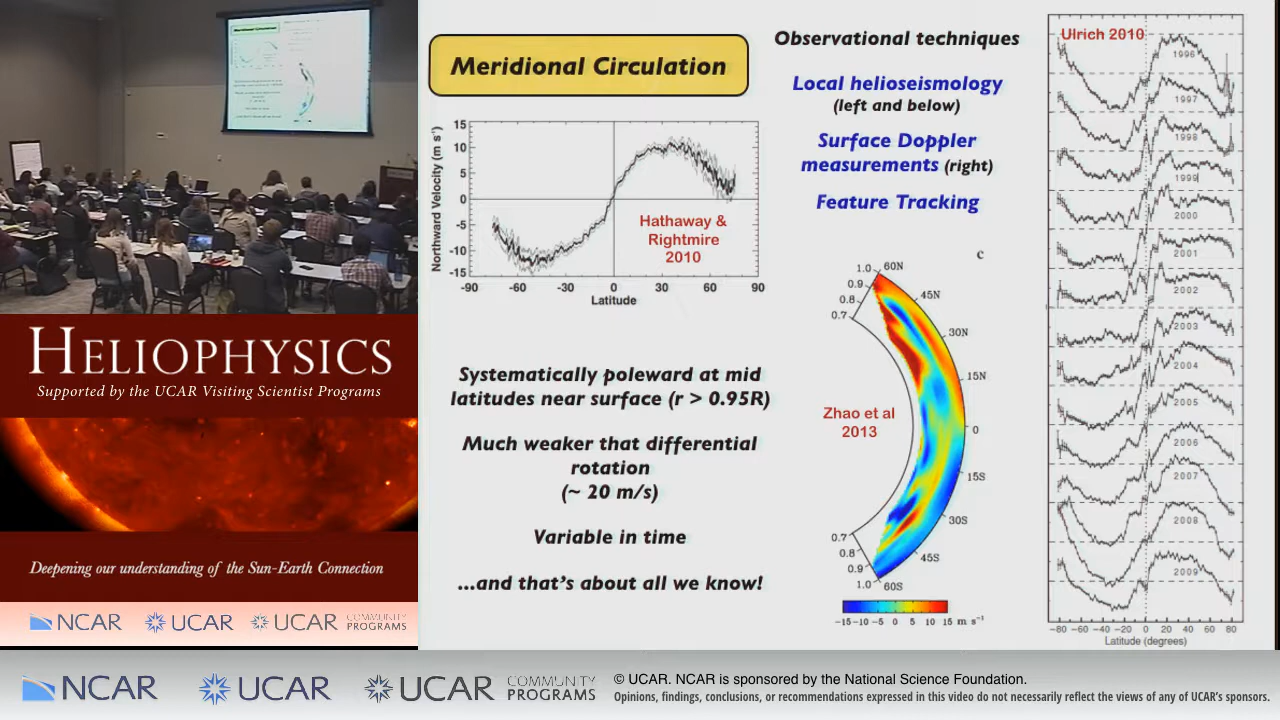 HELIOPHYSICS
Supported by the UCAR Visiting Scientist Programs
Deepening our understanding of the Sun-Earth Connection
NCAR
UCAR
UCAR
COMMUNITY
PROGRAMS
Meridional Circulation
Meridional Circulation
15
10
5
0
-5
-10
-15
Northward Velocity (m s⁻¹)
-90 -60 -30 0 30 60 90
Latitude
Hathaway &
Rightmire
2010
Systematically poleward at mid
latitudes near surface (r > 0.95R)
Much weaker that differential
rotation
(~ 20 m/s)
Variable in time
...and that's about all we know!
Observational techniques
Local helioseismology
(left and below)
Surface Doppler
measurements (right)
Feature Tracking
c
1.0 60N
0.9
0.8
0.7
45N
30N
15N
0
15S
30S
45S
60S
0.7
0.8
0.9
1.0
Zhao et al
2013
-15 -10 -5 0 5 10 15 m s⁻¹
Ulrich 2010
1996
1997
1998
1999
2000
2001
2002
2003
2004
2005
2006
2007
2008
2009
-80 -60 -40 -20 0 20 40 60 80
Latitude (degrees)
NCAR
UCAR
UCAR
COMMUNITY
PROGRAMS
© UCAR. NCAR is sponsored by the National Science Foundation.
Opinions, findings, conclusions, or recommendations expressed in this video do not necessarily reflect the views of any of UCAR's sponsors.